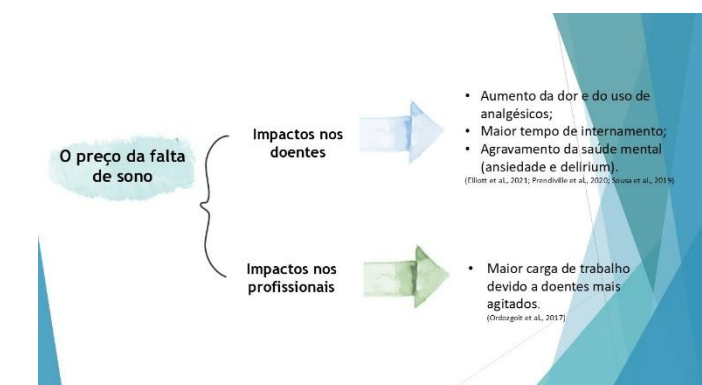 O preço da falta
de sono
Impactos nos
doentes
• Aumento da dor e do uso de
analgésicos;
• Maior tempo de internamento;
• Agravamento da saúde mental
(ansiedade e delírium).
(Elliott et al., 2021; Prendiville et al., 2020; Sousa et al., 2019)
Impactos nos
profissionais
• Maior carga de trabalho
devido a doentes mais
agitados.
(Ordozgoit et al., 2017)